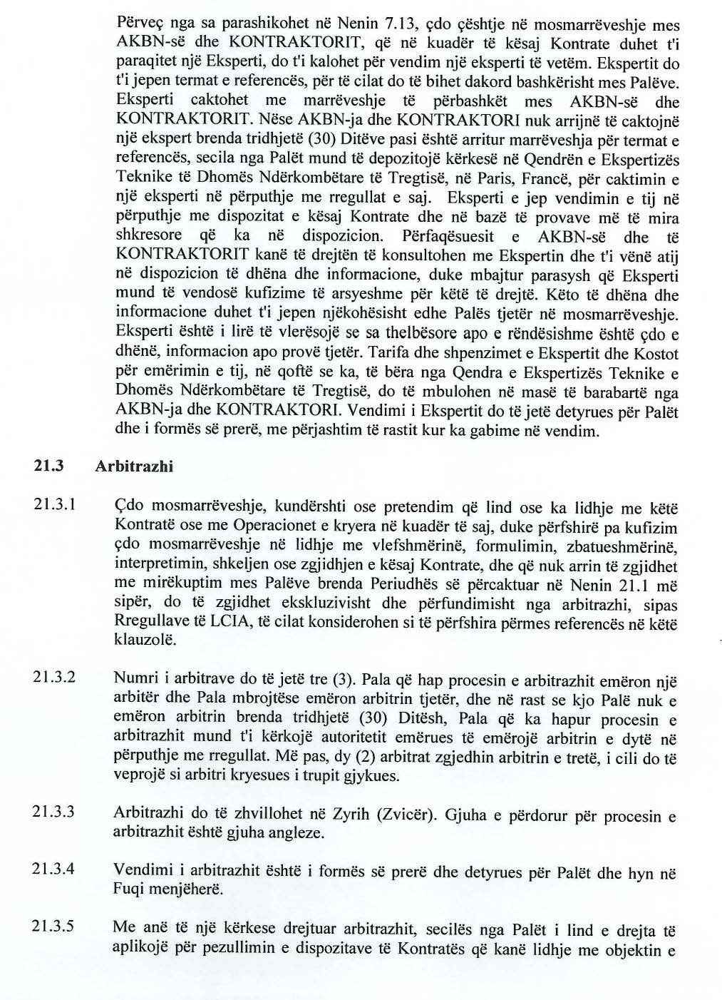 Përveç nga sa parashikohet në Nenin 7.13, çdo çështje në mosmarrëveshje mes
AKBN-së dhe KONTRAKTORIT, që në kuadër të kësaj Kontrate duhet t'i
paraqitet një Eksperti, do t'i kalohet për vendim një eksperti të vetëm. Ekspertit do
t'i jepen termat e referencës, për të cilat do të bihet dakord bashkërisht mes Palëve.
Eksperti caktohet me marrëveshje të përbashkët mes AKBN-së dhe
KONTRAKTORIT. Nëse AKBN-ja dhe KONTRAKTORI nuk arrijnë të caktojnë
një ekspert brenda tridhjetë (30) Ditëve pasi është arritur marrëveshja për termat e
referencës, secila nga Palët mund të depozitojë kërkesë në Qendrën e Ekspertizës
Teknike të Dhomës Ndërkombëtare të Tregtisë, në Paris, Francë, për caktimin e
një eksperti në përputhje me rregullat e saj. Eksperti e jep vendimin e tij në
përputhje me dispozitat e kësaj Kontrate dhe në bazë të provave më të mira
shkresore që ka në dispozicion. Përfaqësuesit e AKBN-së dhe të
KONTRAKTORIT kanë të drejtën të konsultohen me Ekspertin dhe t'i vënë atij
në dispozicion të dhëna dhe informacione, duke mbajtur parasysh që Eksperti
mund të vendosë kufizime të arsyeshme për këtë të drejtë. Këto të dhëna dhe
informacione duhet t'i jepen njëkohësisht edhe Palës tjetër në mosmarrëveshje.
Eksperti është i lirë të vlerësojë se sa thelbësore apo e rëndësishme është çdo e
dhënë, informacion apo provë tjetër. Tarifa dhe shpenzimet e Ekspertit dhe Kostot
për emërimin e tij, në qoftë se ka, të bëra nga Qendra e Ekspertizës Teknike e
Dhomës Ndërkombëtare të Tregtisë, do të mbulohen në masë të barabartë nga
AKBN-ja dhe KONTRAKTORI. Vendimi i Ekspertit do të jetë detyrues për Palët
dhe i formës së prerë, me përjashtim të rastit kur ka gabime në vendim.
21.3 Arbitrazhi
21.3.1 Çdo mosmarrëveshje, kundërshti ose pretendim që lind ose ka lidhje me këtë
Kontratë ose me Operacionet e kryera në kuadër të saj, duke përfshirë pa kufizim
çdo mosmarrëveshje në lidhje me vlefshmërinë, formulimin, zbatueshmërinë,
interpretimin, shkeljen ose zgjidhjen e kësaj Kontrate, dhe që nuk arrin të zgjidhet
me mirëkuptim mes Palëve brenda Periudhës së përcaktuar në Nenin 21.1 më
sipër, do të zgjidhet ekskluzivisht dhe përfundimisht nga arbitrazhi, sipas
Rregullave të LCIA, të cilat konsiderohen si të përfshira përmes referencës në këtë
klauzolë.
21.3.2 Numri i arbitrave do të jetë tre (3). Pala që hap procesin e arbitrazhit emëron një
arbitër dhe Pala mbrojtëse emëron arbitrin tjetër, dhe në rast se kjo Palë nuk e
emëron arbitrin brenda tridhjetë (30) Ditësh, Pala që ka hapur procesin e
arbitrazhit mund t'i kërkojë autoritetit emërues të emërojë arbitrin e dytë në
përputhje me rregullat. Më pas, dy (2) arbitrat zgjedhin arbitrin e tretë, i cili do të
veprojë si arbitri kryesues i trupit gjykues.
21.3.3 Arbitrazhi do të zhvillohet në Zyrih (Zvicër). Gjuha e përdorur për procesin e
arbitrazhit është gjuha angleze.
21.3.4 Vendimi i arbitrazhit është i formës së prerë dhe detyrues për Palët dhe hyn në
Fuqi menjëherë.
21.3.5 Me anë të një kërkese drejtuar arbitrazhit, secilës nga Palët i lind e drejta të
aplikojë për pezullimin e dispozitave të Kontratës që kanë lidhje me objektin e